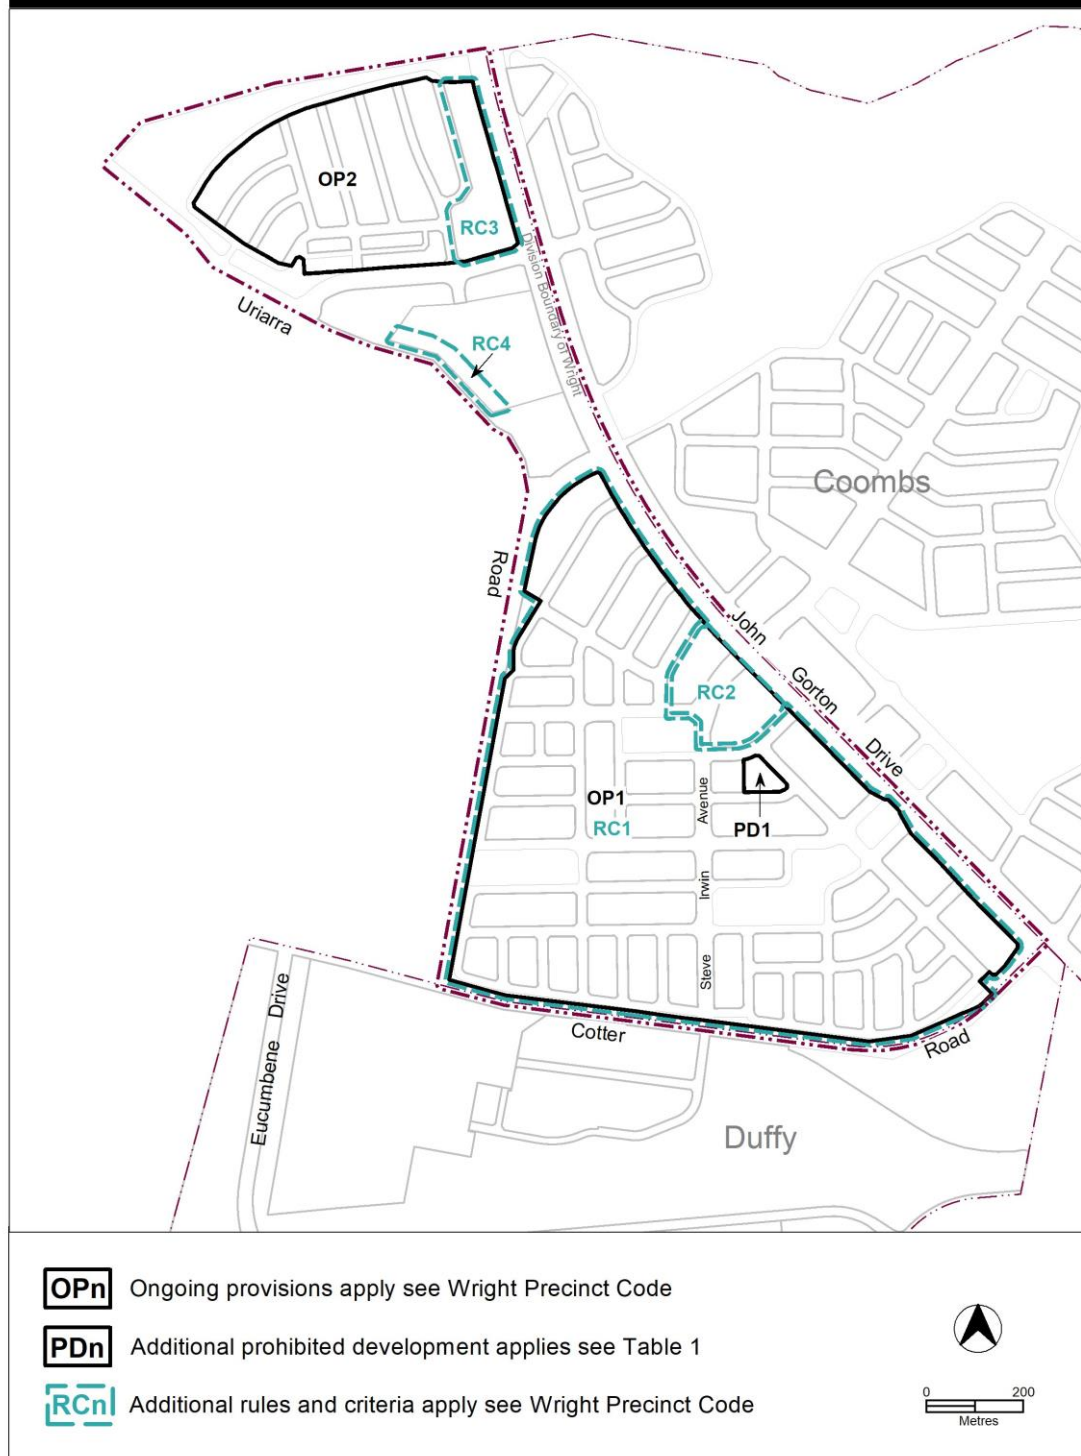 OP2
RC3
Division Boundary of Wright
Uriarra
RC4
Coombs
Road
John
Gorton
Drive
RC2
OP1
RC1
Avenue
PD1
Irwin
Steve
Eucumbene Drive
Cotter
Road
Duffy
OPn Ongoing provisions apply see Wright Precinct Code
PDn Additional prohibited development applies see Table 1
RCn Additional rules and criteria apply see Wright Precinct Code
0 200
Metres